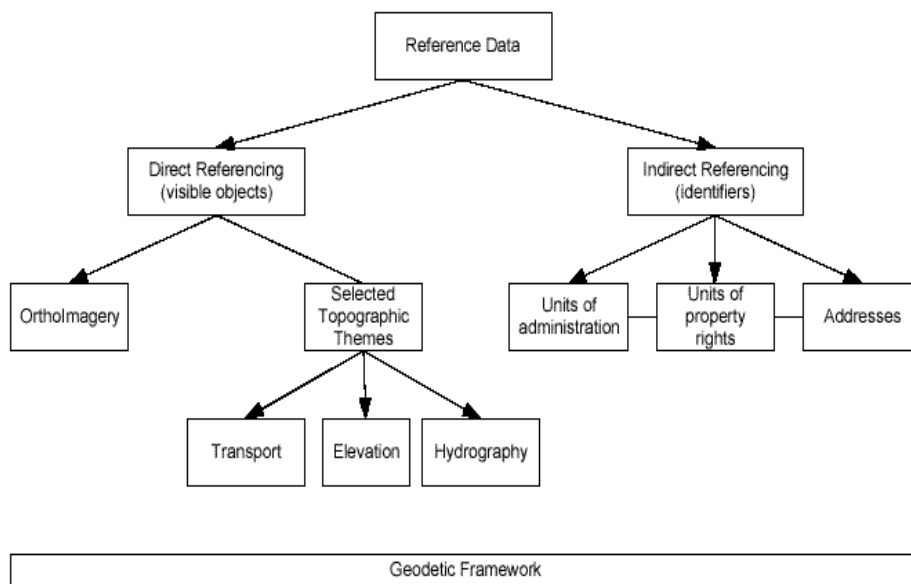 Reference Data
Direct Referencing
(visible objects)
Indirect Referencing
(identifiers)
OrthoImagery
Selected
Topographic
Themes
Units of
administration
Units of
property
rights
Addresses
Transport
Elevation
Hydrography
Geodetic Framework